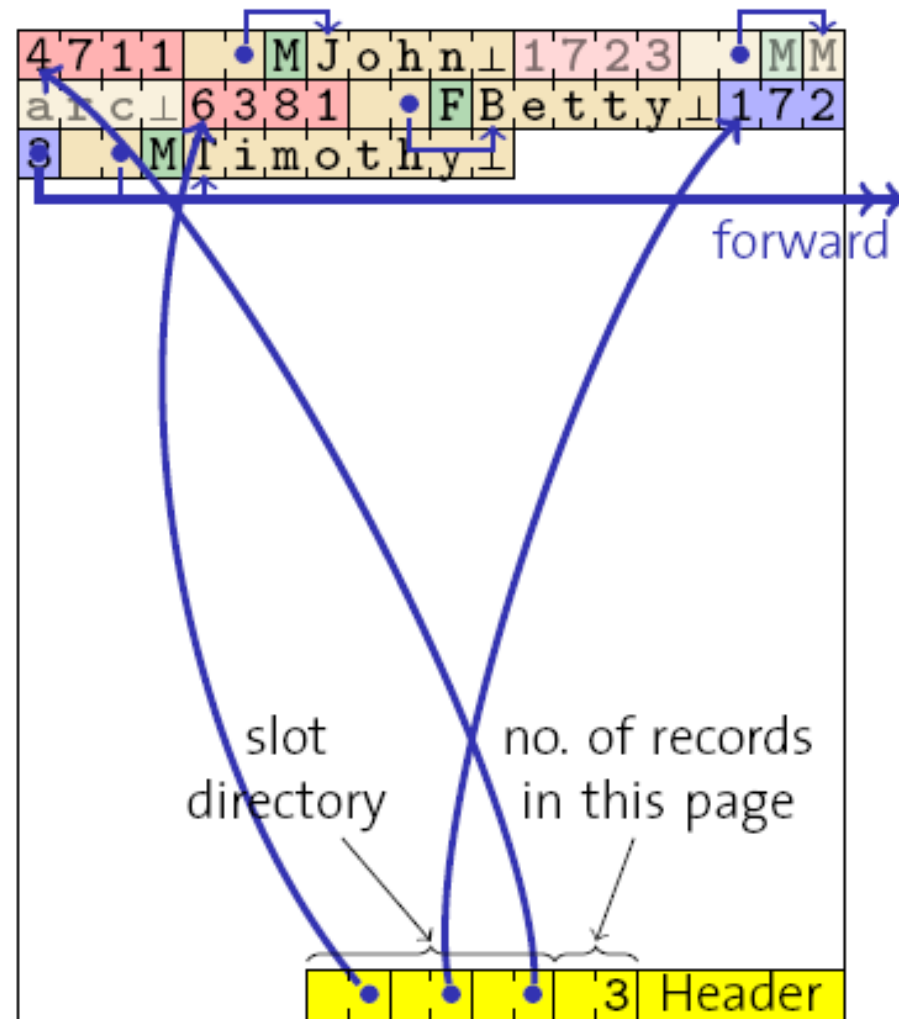 4711 MJohn⊥1723 MM
arc⊥6381 FBetty⊥172
3 MTimothy⊥
forward
slot no. of records
directory in this page
3 Header